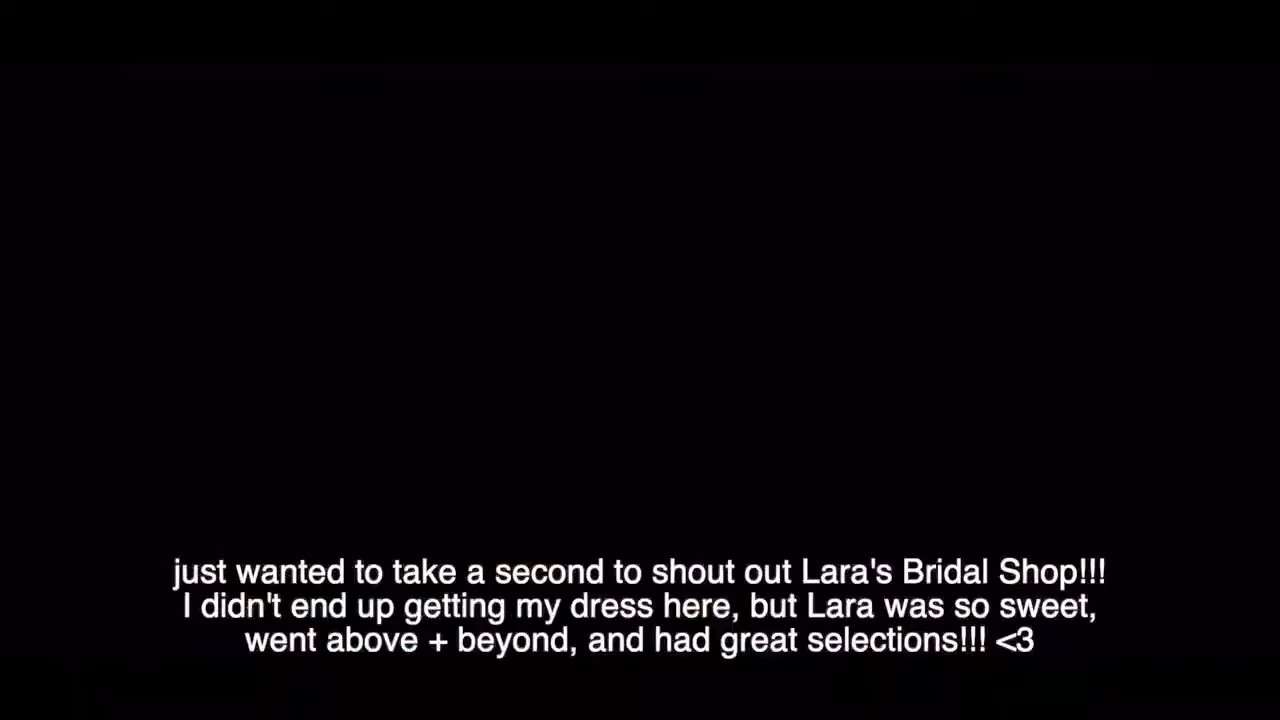 just wanted to take a second to shout out Lara's Bridal Shop!!!
I didn't end up getting my dress here, but Lara was so sweet,
went above + beyond, and had great selections!!! <3